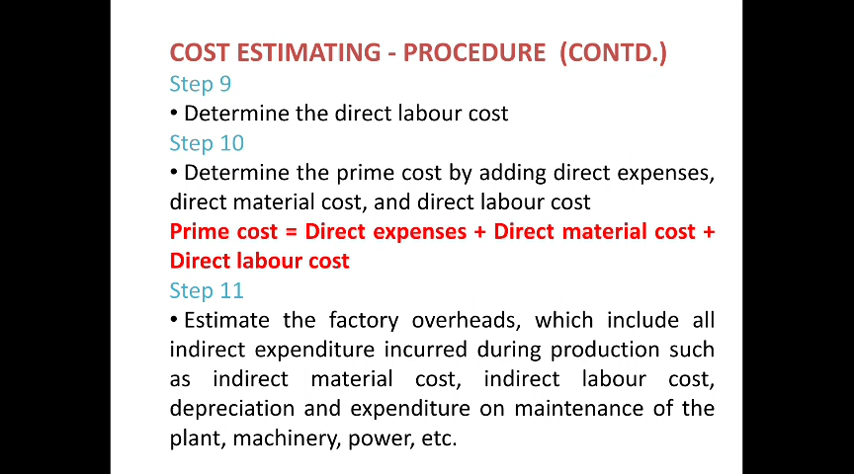 COST ESTIMATING - PROCEDURE (CONTD.)
Step 9
• Determine the direct labour cost
Step 10
• Determine the prime cost by adding direct expenses,
direct material cost, and direct labour cost
Prime cost = Direct expenses + Direct material cost +
Direct labour cost
Step 11
• Estimate the factory overheads, which include all
indirect expenditure incurred during production such
as indirect material cost, indirect labour cost,
depreciation and expenditure on maintenance of the
plant, machinery, power, etc.